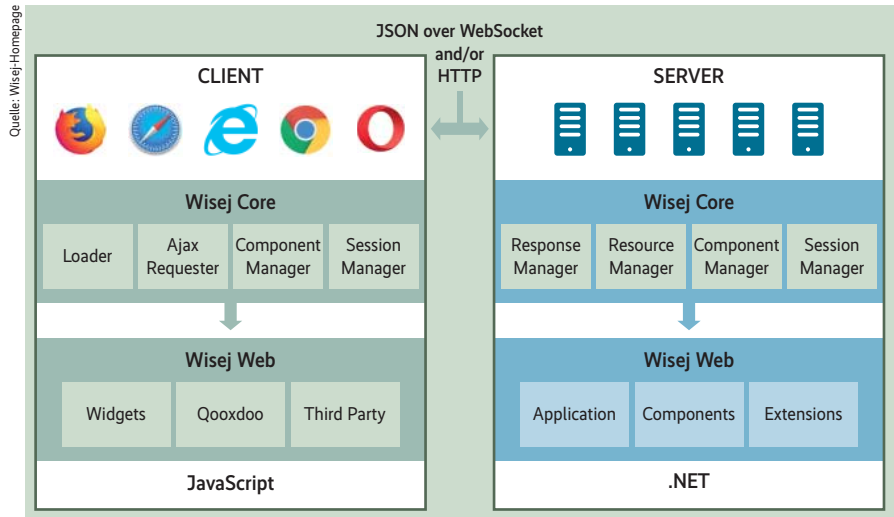 Quelle: Wisej-Homepage
JSON over WebSocket
and/or
HTTP
CLIENT
Wisej Core
Loader
Ajax
Requester
Component
Manager
Session
Manager
Wisej Web
Widgets
Qooxdoo
Third Party
JavaScript
SERVER
Wisej Core
Response
Manager
Resource
Manager
Component
Manager
Session
Manager
Wisej Web
Application
Components
Extensions
.NET